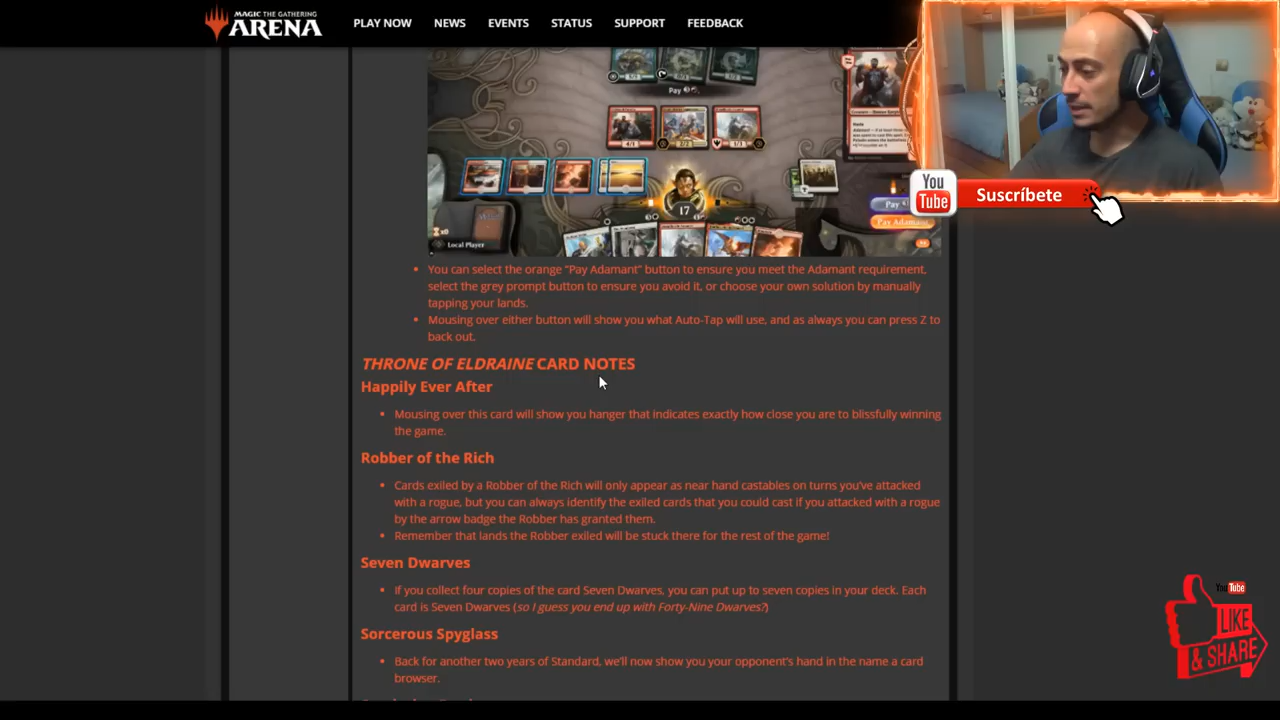 MAGIC THE GATHERING
ARENA
PLAY NOW
NEWS
EVENTS
STATUS
SUPPORT
FEEDBACK
Pay
17
Pay
Pay Adamant
Local Player
You Tube
Suscríbete
You can select the orange “Pay Adamant” button to ensure you meet the Adamant requirement,
select the grey prompt button to ensure you avoid it, or choose your own solution by manually
tapping your lands.
Mousing over either button will show you what Auto-Tap will use, and as always you can press Z to
back out.
THRONE OF ELDRAINE CARD NOTES
Happily Ever After
Mousing over this card will show you hanger that indicates exactly how close you are to blissfully winning
the game.
Robber of the Rich
Cards exiled by a Robber of the Rich will only appear as near hand castables on turns you’ve attacked
with a rogue, but you can always identify the exiled cards that you could cast if you attacked with a rogue
by the arrow badge the Robber has granted them.
Remember that lands the Robber exiled will be stuck there for the rest of the game!
Seven Dwarves
If you collect four copies of the card Seven Dwarves, you can put up to seven copies in your deck. Each
card is Seven Dwarves (so I guess you end up with Forty-Nine Dwarves?)
Sorcerous Spyglass
Back for another two years of Standard, we’ll now show you your opponent’s hand in the name a card
browser.
You Tube
LIKE
& SHARE